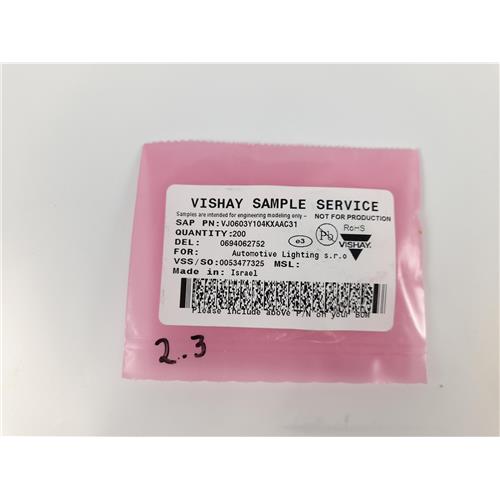 VISHAY SAMPLE SERVICE
Samples are intended for engineering modeling only – NOT FOR PRODUCTION
SAP PN: VJ0603Y104KXAAC31
QUANTITY: 200
DEL: 0694062752
e3
Pb
RoHS
VISHAY.
FOR: Automotive Lighting s.r.o
VSS/SO: 0053477325 MSL:
Made in: Israel
Please include above P/N on your BOM
2.3